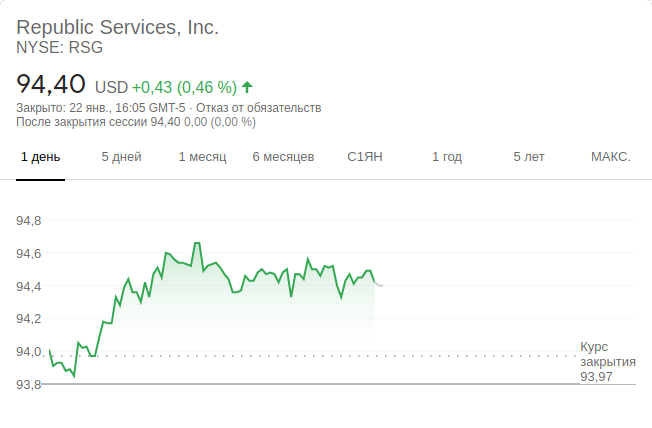 Republic Services, Inc.
NYSE: RSG
94,40 USD +0,43 (0,46 %)
Закрыто: 22 янв., 16:05 GMT-5 · Отказ от обязательств
После закрытия сессии 94,40 0,00 (0,00 %)
1 день 5 дней 1 месяц 6 месяцев С1ЯН 1 год 5 лет МАКС.
94,8
94,6
94,4
94,2
94,0
93,8
Курс
закрытия
93,97